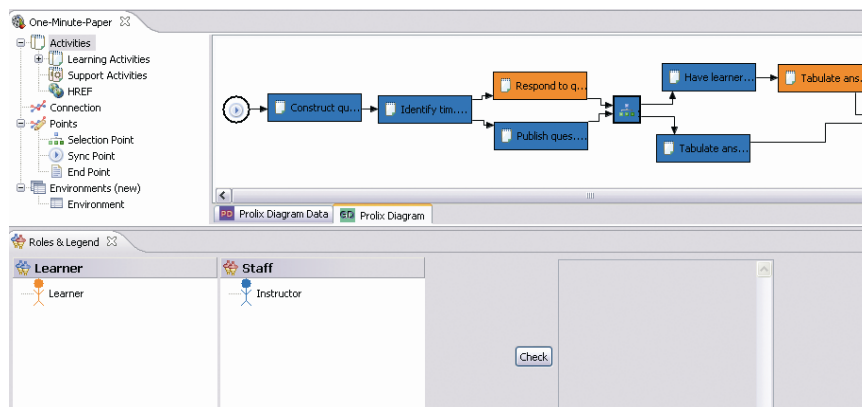 One-Minute-Paper
Activities
Learning Activities
Support Activities
HREF
Connection
Points
Selection Point
Sync Point
End Point
Environments (new)
Environment
Construct qu...
Identify tim...
Respond to q...
Publish ques...
Have learner...
Tabulate ans...
Tabulate ans.
PD Prolix Diagram Data
Prolix Diagram
Roles & Legend
Learner
Learner
Staff
Instructor
Check